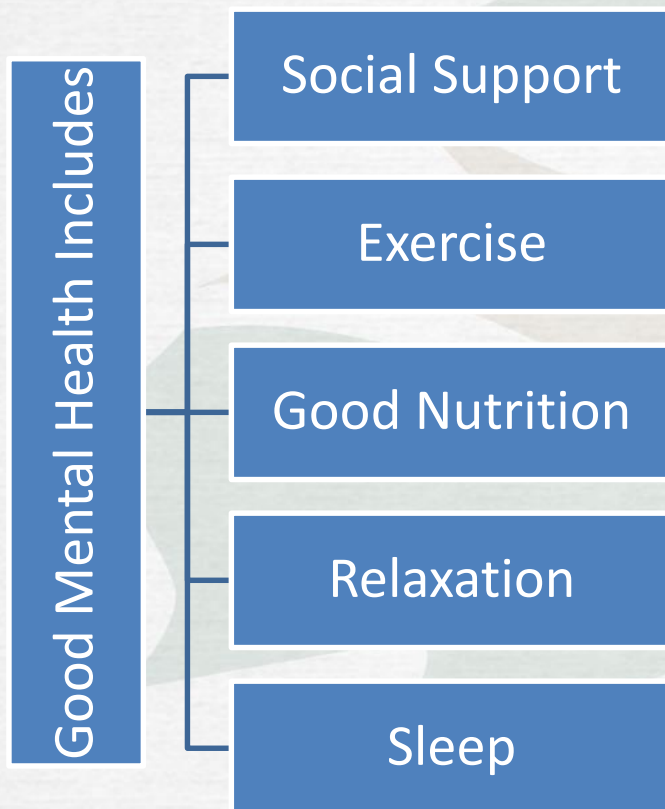 Good Mental Health Includes
Social Support
Exercise
Good Nutrition
Relaxation
Sleep